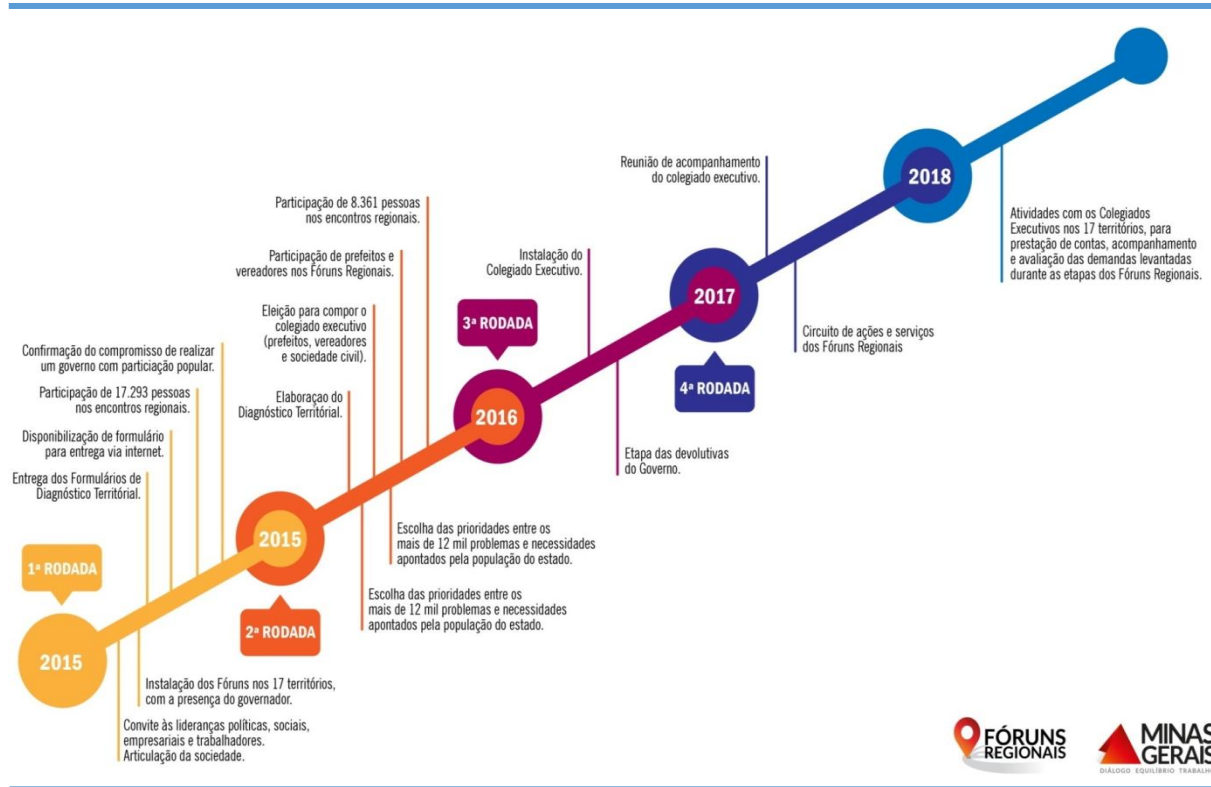 2015
1ª RODADA
Convite às lideranças políticas, sociais,
empresariais e trabalhadores.
Articulação da sociedade.
Instalação dos Fóruns nos 17 territórios,
com a presença do governador.
Entrega dos Formulários de
Diagnóstico Territórial.
Disponibilização de formulário
para entrega via internet.
Participação de 17.293 pessoas
nos encontros regionais.
Confirmação do compromisso de realizar
um governo com particiação popular.
2015
2ª RODADA
Elaboraçao do
Diagnóstico Territórial.
Escolha das prioridades entre os
mais de 12 mil problemas e necessidades
apontados pela população do estado.
Eleição para compor o
colegiado executivo
(prefeitos, vereadores
e sociedade civil).
Escolha das prioridades entre os
mais de 12 mil problemas e necessidades
apontados pela população do estado.
Participação de prefeitos e
vereadores nos Fóruns Regionais.
Participação de 8.361 pessoas
nos encontros regionais.
3ª RODADA
2016
Instalação do
Colegiado Executivo.
Etapa das devolutivas
do Governo.
2017
4ª RODADA
Reunião de acompanhamento
do colegiado executivo.
Circuito de ações e serviços
dos Fóruns Regionais
2018
Atividades com os Colegiados
Executivos nos 17 territórios, para
prestação de contas, acompanhamento
e avaliação das demandas levantadas
durante as etapas dos Fóruns Regionais.
FÓRUNS
REGIONAIS
MINAS
GERAIS
DIÁLOGO EQUILÍBRIO TRABALH